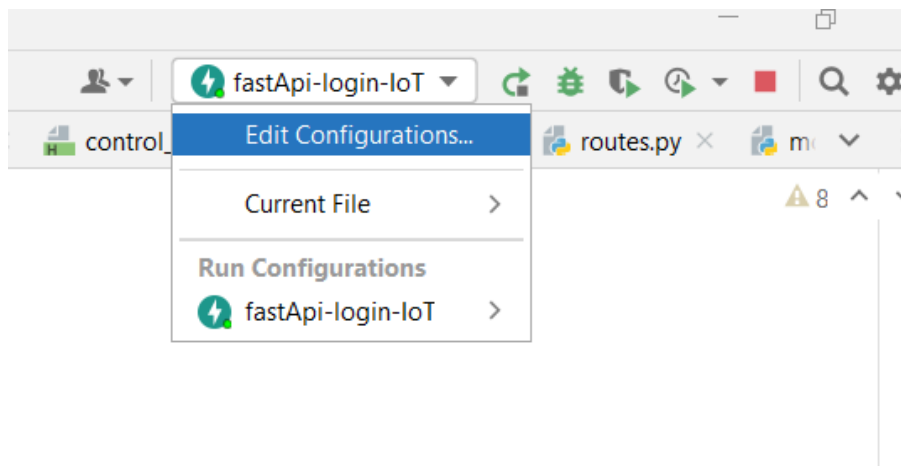 fastApi-login-IoT
control_
Edit Configurations...
routes.py
8
Current File
Run Configurations
fastApi-login-IoT